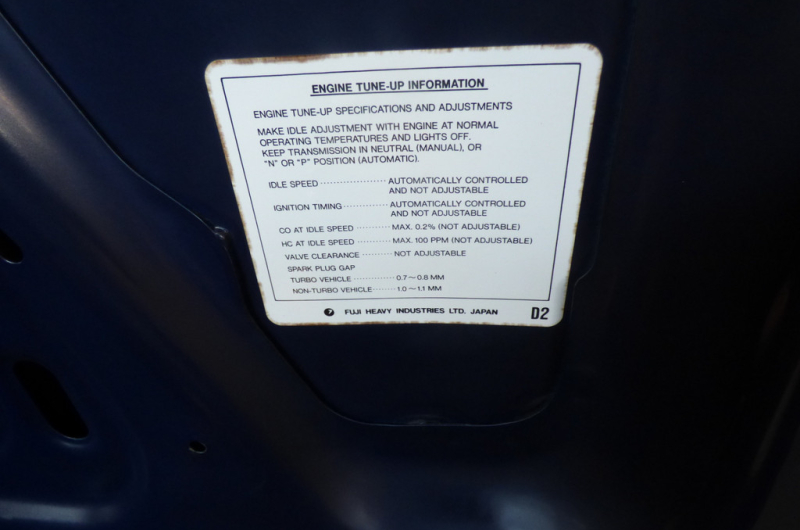 ENGINE TUNE-UP INFORMATION
ENGINE TUNE-UP SPECIFICATIONS AND ADJUSTMENTS
MAKE IDLE ADJUSTMENT WITH ENGINE AT NORMAL
OPERATING TEMPERATURES AND LIGHTS OFF.
KEEP TRANSMISSION IN NEUTRAL (MANUAL), OR
"N" OR "P" POSITION (AUTOMATIC).
IDLE SPEED ·················· AUTOMATICALLY CONTROLLED
AND NOT ADJUSTABLE
IGNITION TIMING ············ AUTOMATICALLY CONTROLLED
AND NOT ADJUSTABLE
CO AT IDLE SPEED ········· MAX. 0.2% (NOT ADJUSTABLE)
HC AT IDLE SPEED ········· MAX. 100 PPM (NOT ADJUSTABLE)
VALVE CLEARANCE ········· NOT ADJUSTABLE
SPARK PLUG GAP
TURBO VEHICLE ············ 0.7～0.8 MM
NON-TURBO VEHICLE ······ 1.0～1.1 MM
FUJI HEAVY INDUSTRIES LTD. JAPAN D2